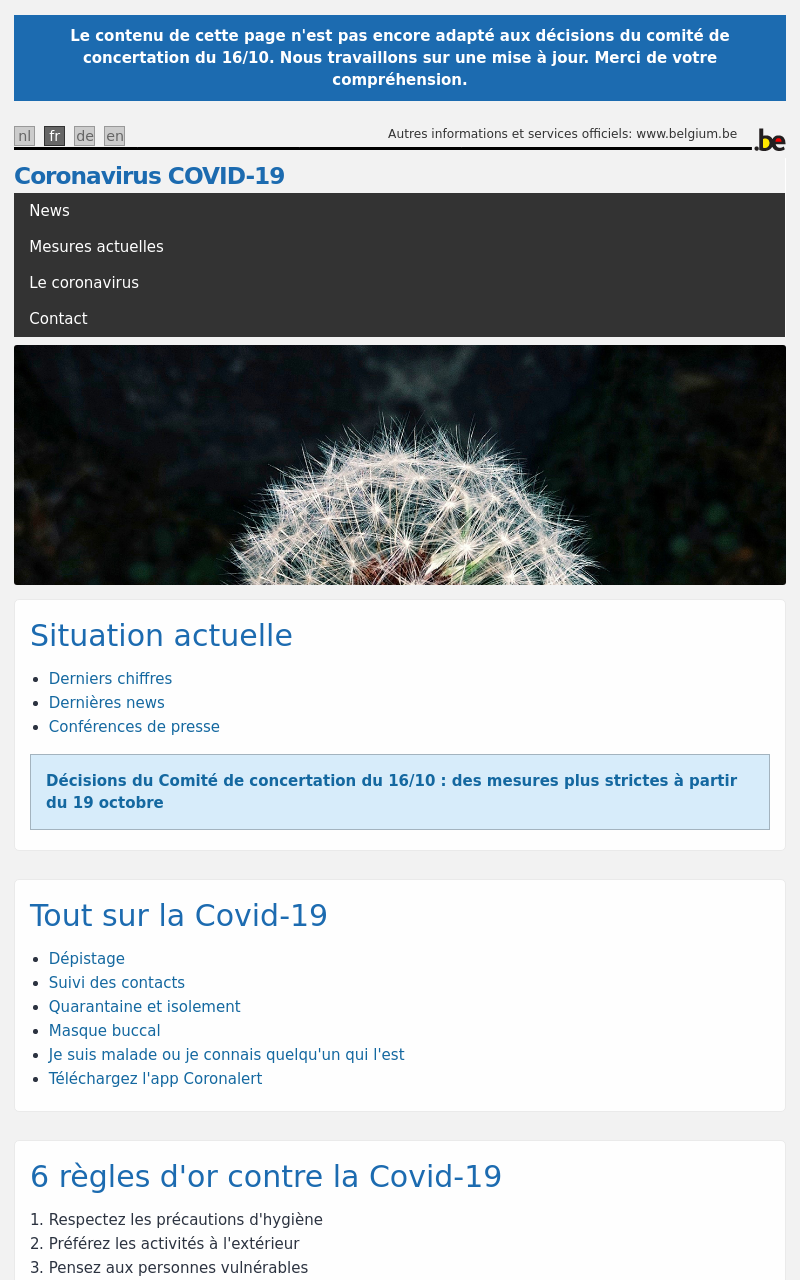 Le contenu de cette page n'est pas encore adapté aux décisions du comité de
concertation du 16/10. Nous travaillons sur une mise à jour. Merci de votre
compréhension.
nl fr de en
Autres informations et services officiels: www.belgium.be
.be
Coronavirus COVID-19
News
Mesures actuelles
Le coronavirus
Contact
Situation actuelle
• Derniers chiffres
• Dernières news
• Conférences de presse
Décisions du Comité de concertation du 16/10 : des mesures plus strictes à partir
du 19 octobre
Tout sur la Covid-19
• Dépistage
• Suivi des contacts
• Quarantaine et isolement
• Masque buccal
• Je suis malade ou je connais quelqu'un qui l'est
• Téléchargez l'app Coronalert
6 règles d'or contre la Covid-19
1. Respectez les précautions d'hygiène
2. Préférez les activités à l'extérieur
3. Pensez aux personnes vulnérables